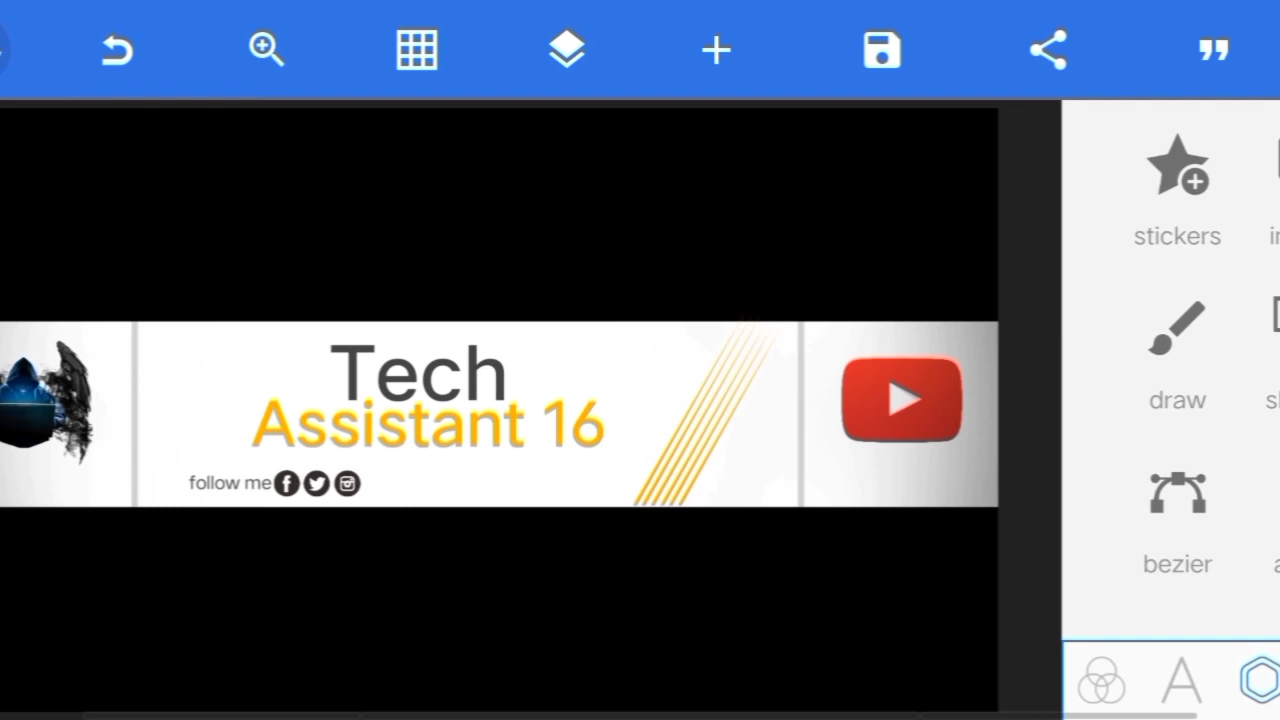 stickers
Tech
Assistant 16
draw
follow me
bezier